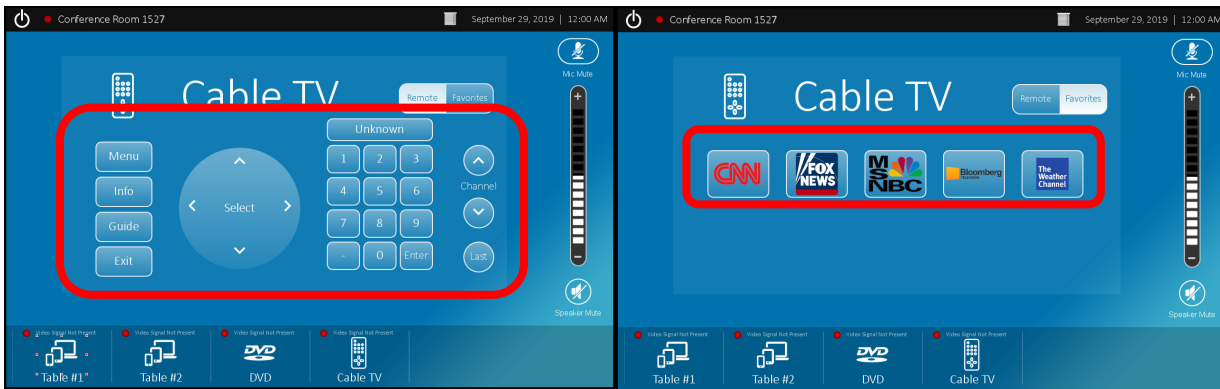 Conference Room 1527
September 29, 2019 | 12:00 AM
Mic Mute
Cable TV
Remote
Favorites
+
Unknown
Menu
1
2
3
Info
4
5
6
Channel
Select
Guide
7
8
9
Exit
-
0
Enter
Last
-
Speaker Mute
Video Signal Not Present
Video Signal Not Present
Video Signal Not Present
Video Signal Not Present
Table #1
Table #2
DVD
DVD
Cable TV
Conference Room 1527
September 29, 2019 | 12:00 AM
Mic Mute
Cable TV
Remote
Favorites
+
CNN
FOX
NEWS
M
S
NBC
Bloomberg
TELEVISION
The
Weather
Channel
-
Speaker Mute
Video Signal Not Present
Video Signal Not Present
Video Signal Not Present
Video Signal Not Present
Table #1
Table #2
DVD
DVD
Cable TV